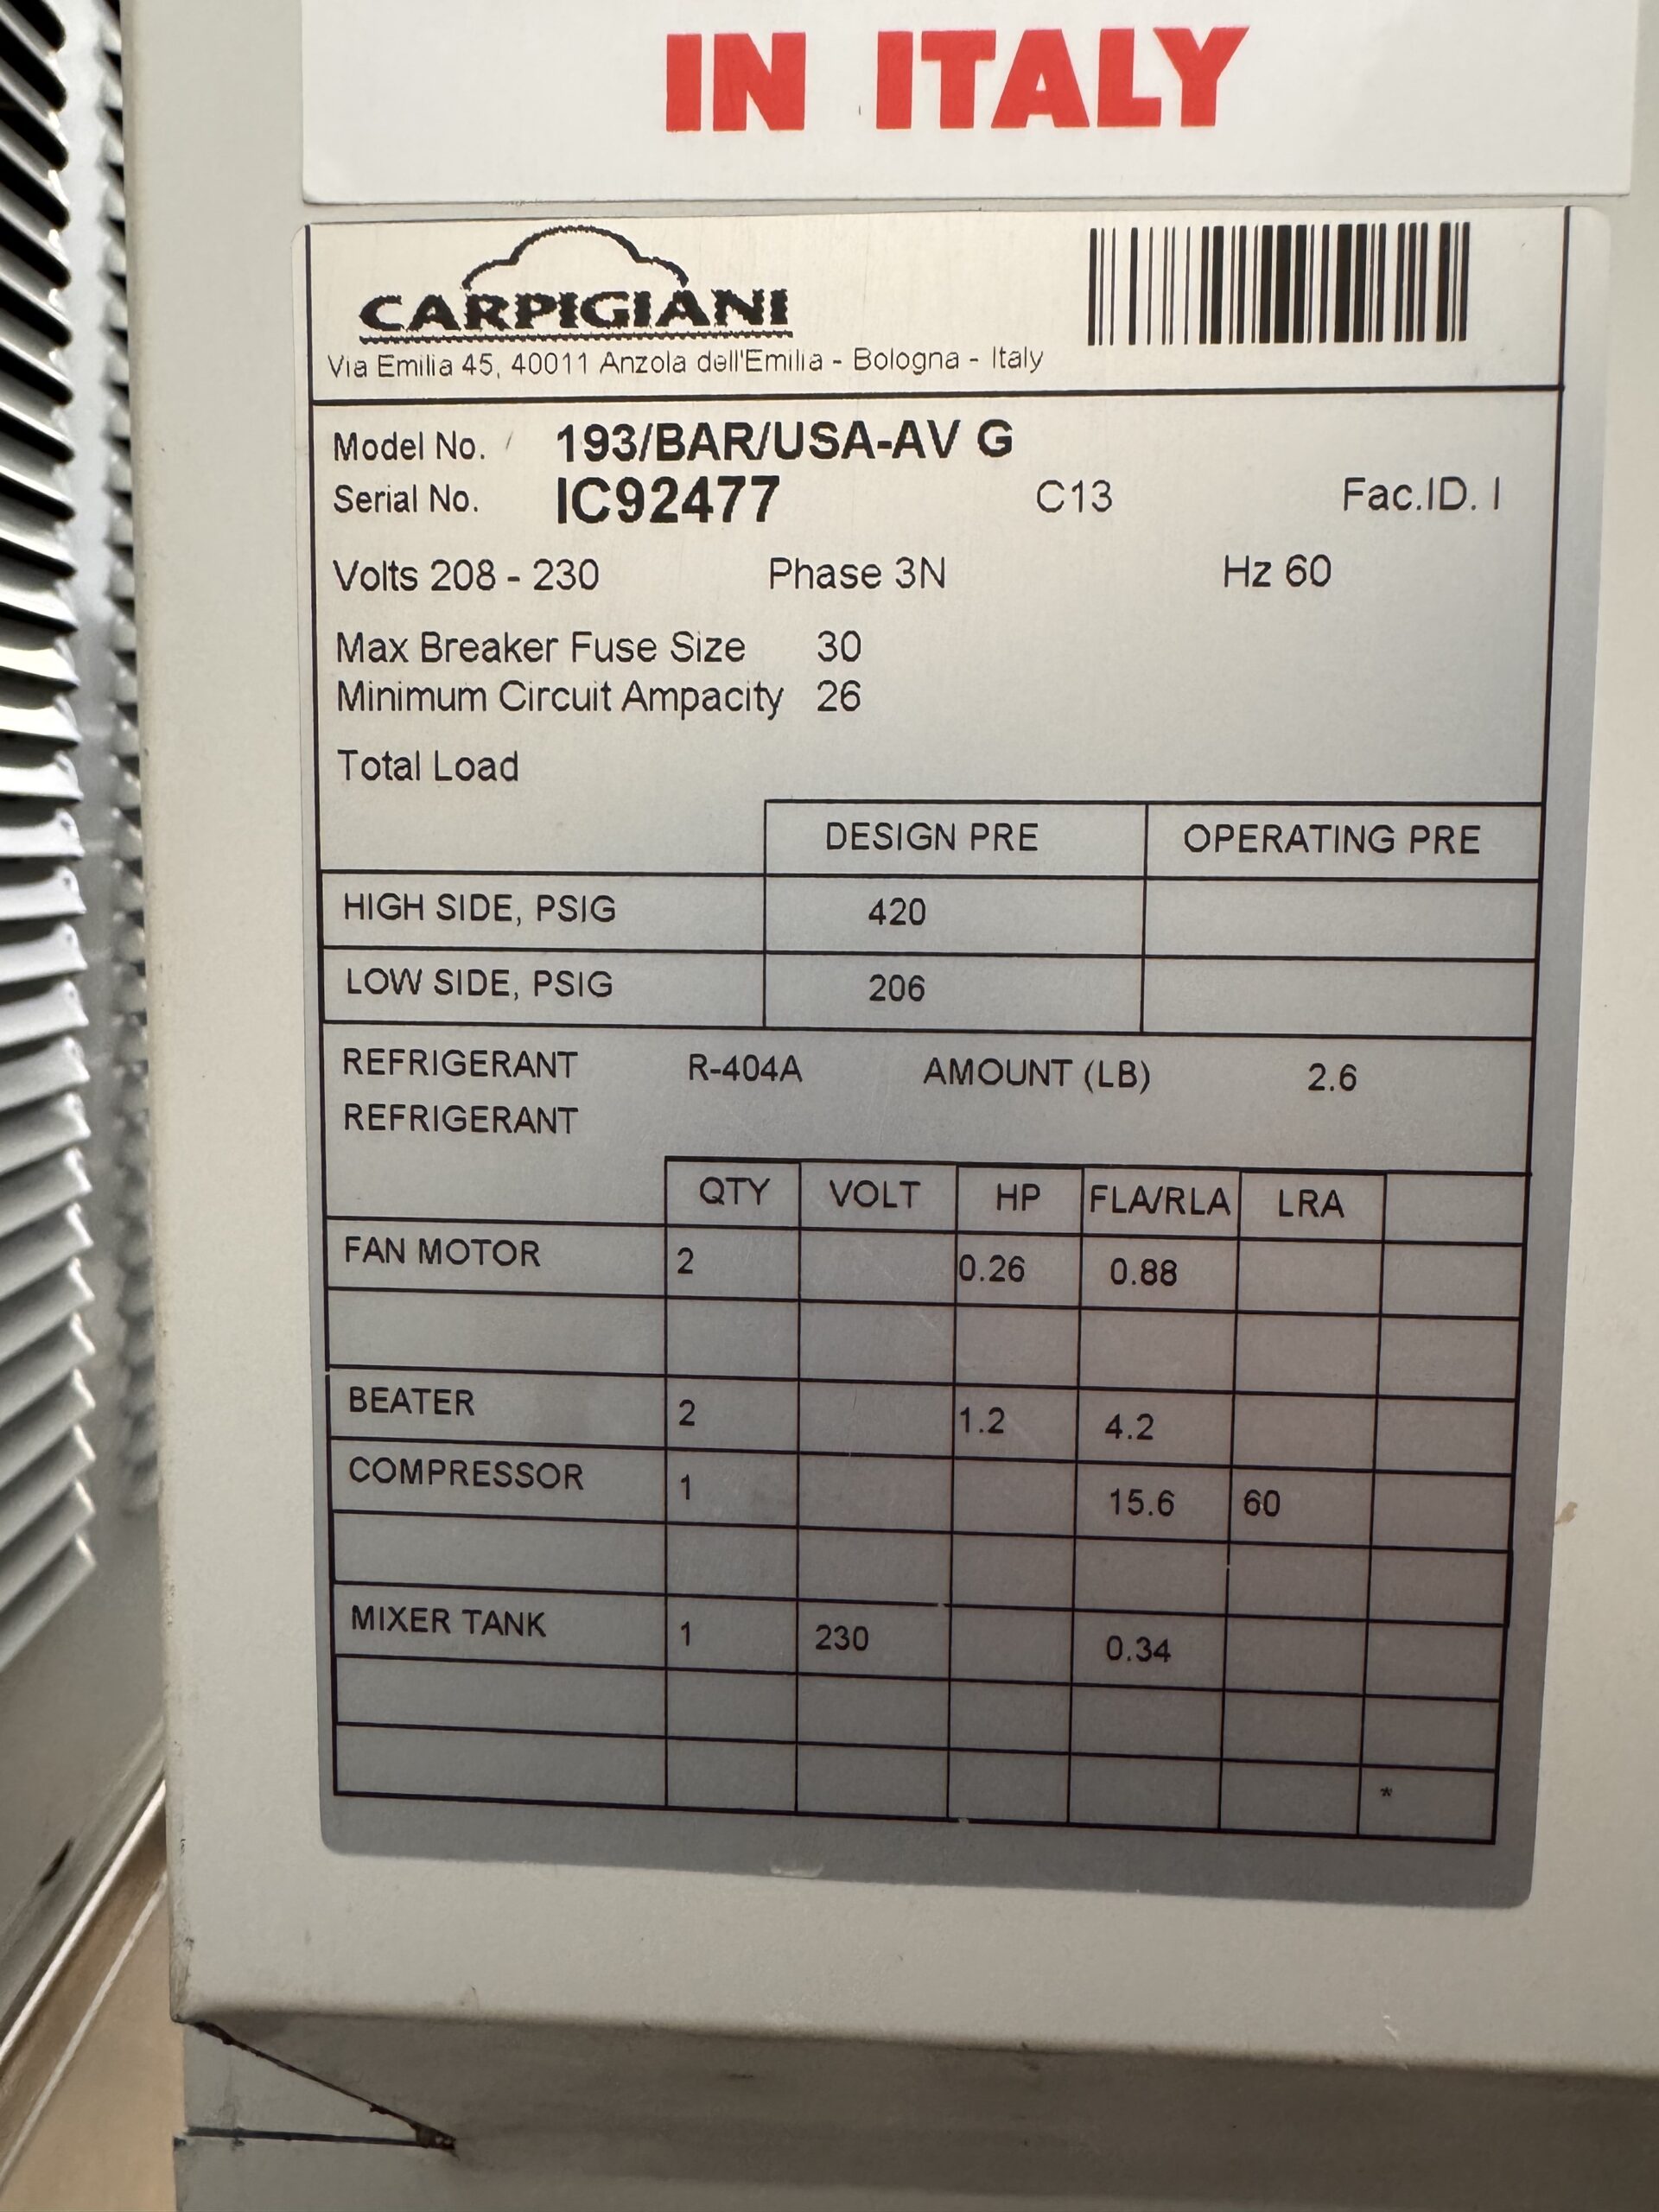 IN ITALY
CARPIGIANI
Via Emilia 45, 40011 Anzola dell'Emilia - Bologna - Italy
Model No. 193/BAR/USA-AV G
Serial No. IC92477 C13 Fac.ID. I
Volts 208 - 230 Phase 3N Hz 60
Max Breaker Fuse Size 30
Minimum Circuit Ampacity 26
Total Load
DESIGN PRE OPERATING PRE
HIGH SIDE, PSIG 420
LOW SIDE, PSIG 206
REFRIGERANT R-404A AMOUNT (LB) 2.6
REFRIGERANT
QTY VOLT HP FLA/RLA LRA
FAN MOTOR 2 0.26 0.88
BEATER 2 1.2 4.2
COMPRESSOR 1 15.6 60
MIXER TANK 1 230 0.34
*